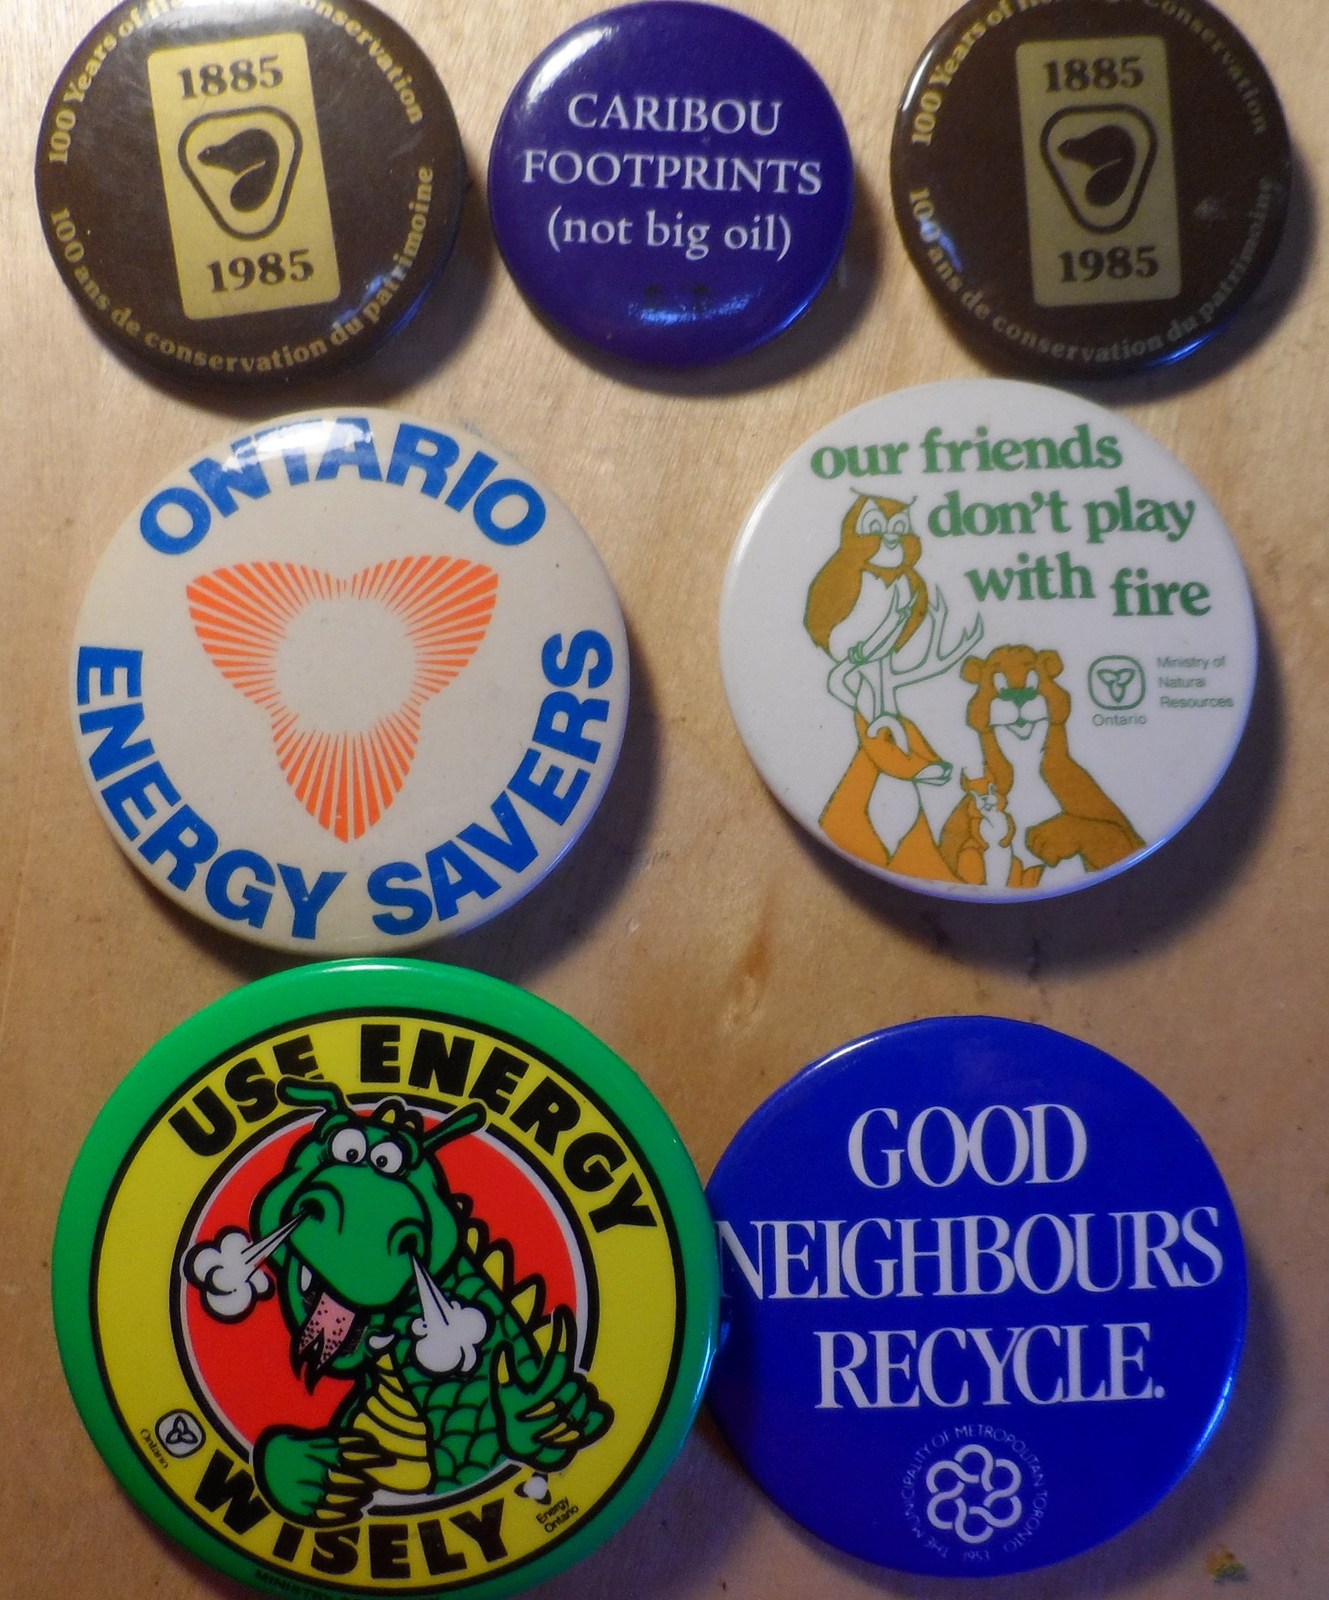 100 Years of Conservation
1885
1985
100 ans de conservation du patrimoine
CARIBOU
FOOTPRINTS
(not big oil)
100 Years of Conservation
1885
1985
100 ans de conservation du patrimoine
ONTARIO
ENERGY SAVERS
our friends
don't play
with fire
Ministry of
Natural
Resources
Ontario
USE ENERGY
WISELY
Ontario
Energy
Ontario
GOOD
NEIGHBOURS
RECYCLE.
THE MUNICIPALITY OF METROPOLITAN TORONTO
1953